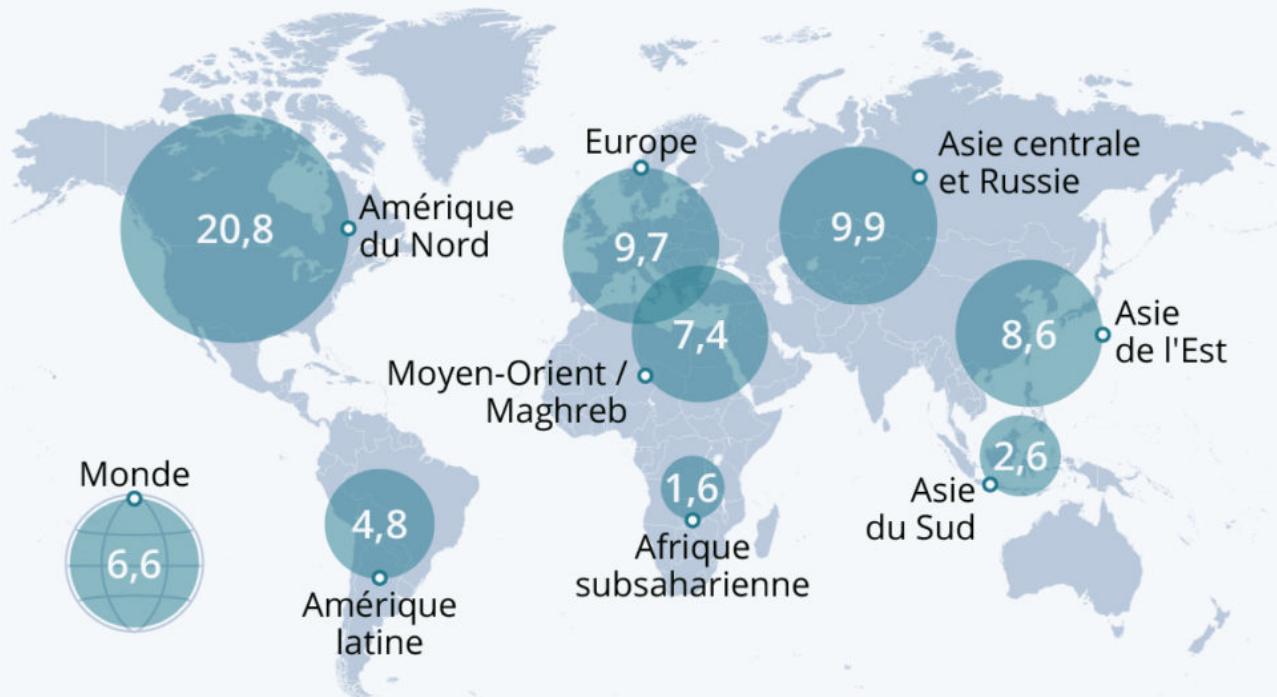 20,8
Amérique
du Nord
Europe
9,7
Asie centrale
et Russie
9,9
7,4
Moyen-Orient /
Maghreb
8,6
Asie
de l'Est
2,6
Asie
du Sud
Monde
6,6
4,8
Amérique
latine
1,6
Afrique
subsaharienne